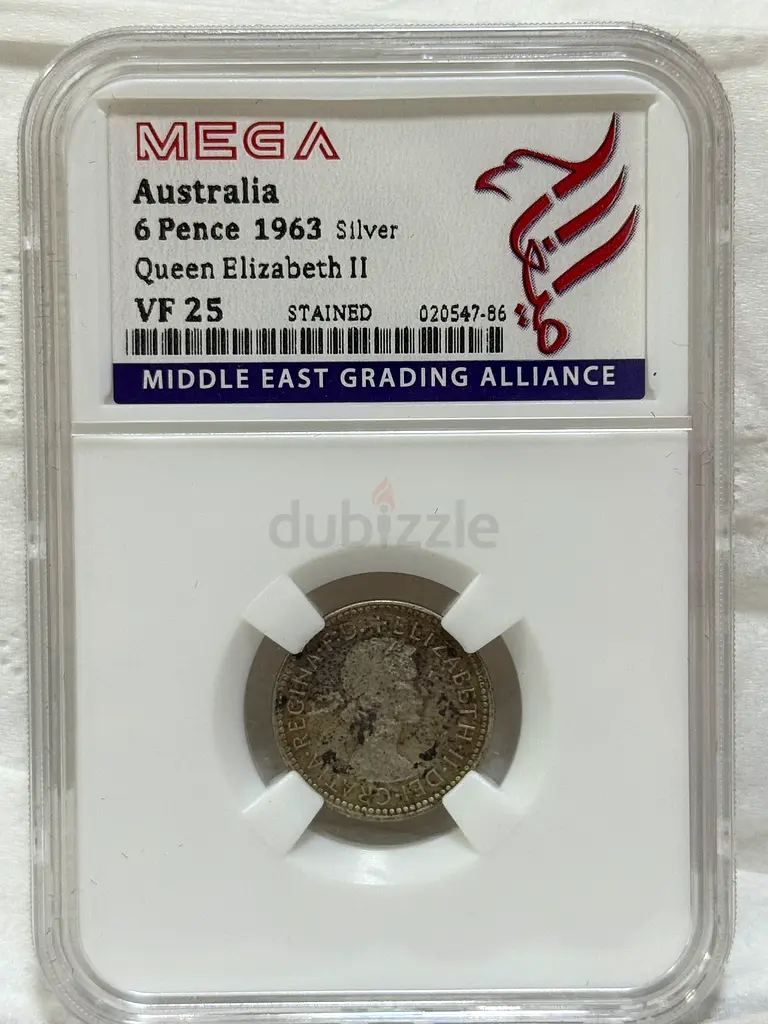 MEGA
Australia
6 Pence 1963 Silver
Queen Elizabeth II
VF 25 STAINED 020547-86
MIDDLE EAST GRADING ALLIANCE
dubizzle
+ELIZABETH·II·DEI·GRATIA·REGINA·F:D: